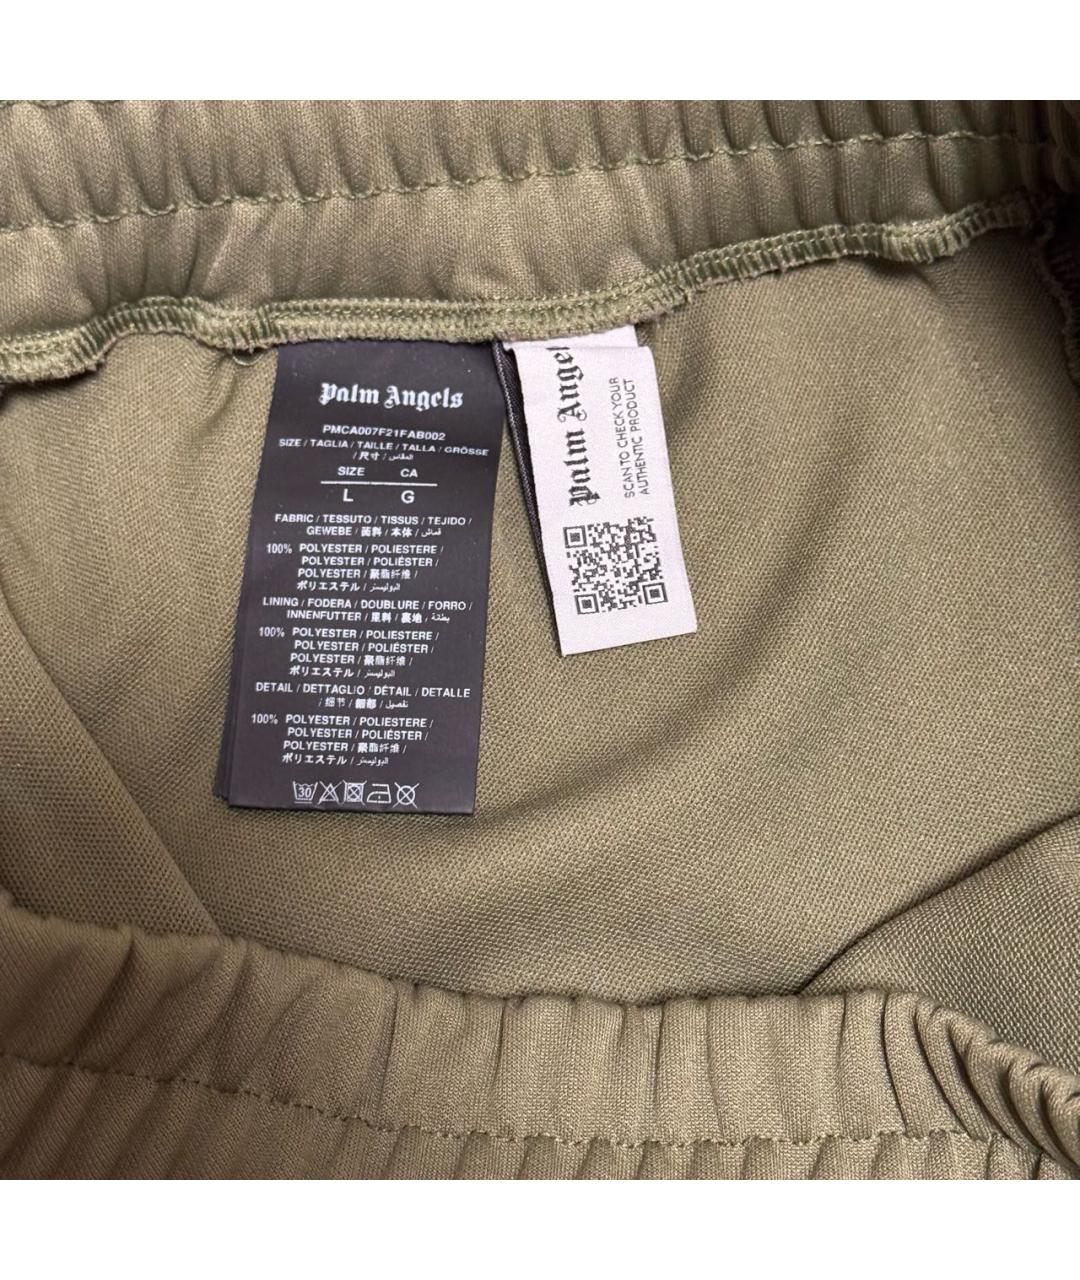 Palm Angels
PMCA007F21FAB002
SIZE / TAGLIA / TAILLE / TALLA / GRÖSSE
/ 尺寸 / المقاس
SIZE CA
L G
FABRIC / TESSUTO / TISSUS / TEJIDO /
GEWEBE / 面料 / 本体 / قماش
100% POLYESTER / POLIESTERE /
POLYESTER / POLIÉSTER /
POLYESTER / 聚酯纤维 /
ポリエステル / البوليستر
LINING / FODERA / DOUBLURE / FORRO /
INNENFUTTER / 里料 / 裏地 / بطانة
100% POLYESTER / POLIESTERE /
POLYESTER / POLIÉSTER /
POLYESTER / 聚酯纤维 /
ポリエステル / البوليستر
DETAIL / DETTAGLIO / DÉTAIL / DETALLE
/ 细节 / 細部 / تفصيل
100% POLYESTER / POLIESTERE /
POLYESTER / POLIÉSTER /
POLYESTER / 聚酯纤维 /
ポリエステル / البوليستر
30
Palm Angel
SCAN TO CHECK YOUR
AUTHENTIC PRODUCT